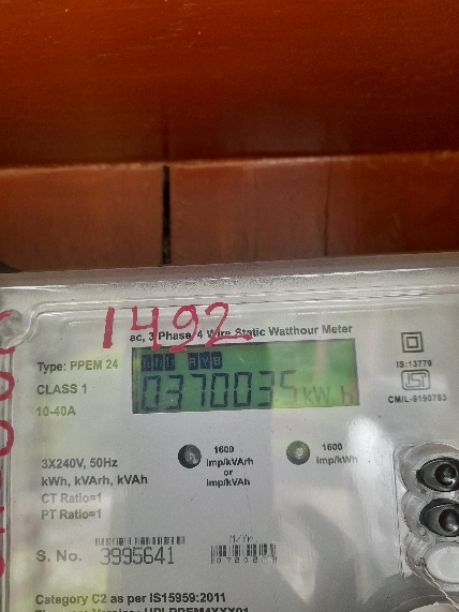 1492
ac, 3 Phase, 4 Wire Static Watthour Meter
Type: PPEM 24
CLASS 1
10-40A
RYB
0370035 kWh
IS:13779
CM/L-9190783
1600
imp/kVArh
or
imp/kVAh
1600
imp/kWh
3X240V, 50Hz
kWh, kVArh, kVAh
CT Ratio=1
PT Ratio=1
S. No. 3995641
Category C2 as per IS15959:2011